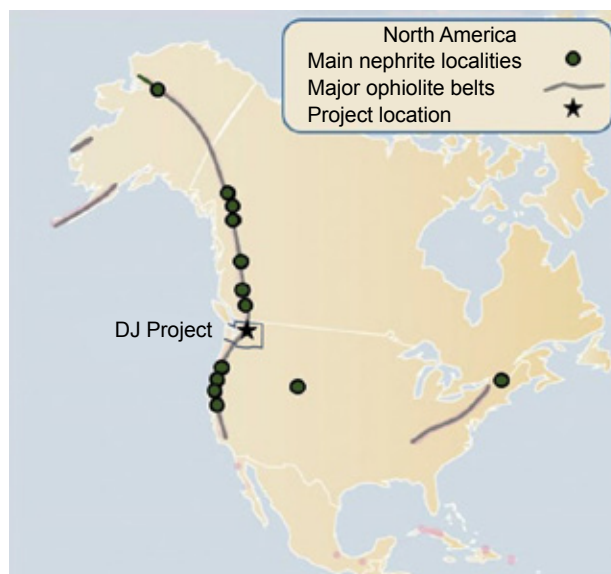 North America
Main nephrite localities
Major ophiolite belts
Project location
DJ Project